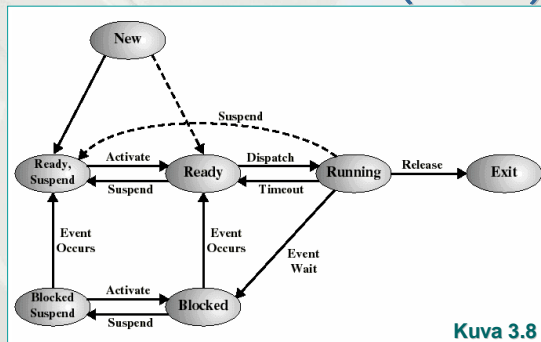 New
Suspend
Ready,
Suspend
Activate
Suspend
Ready
Dispatch
Timeout
Running
Release
Exit
Event
Occurs
Event
Occurs
Event
Wait
Blocked
Suspend
Activate
Suspend
Blocked
Kuva 3.8